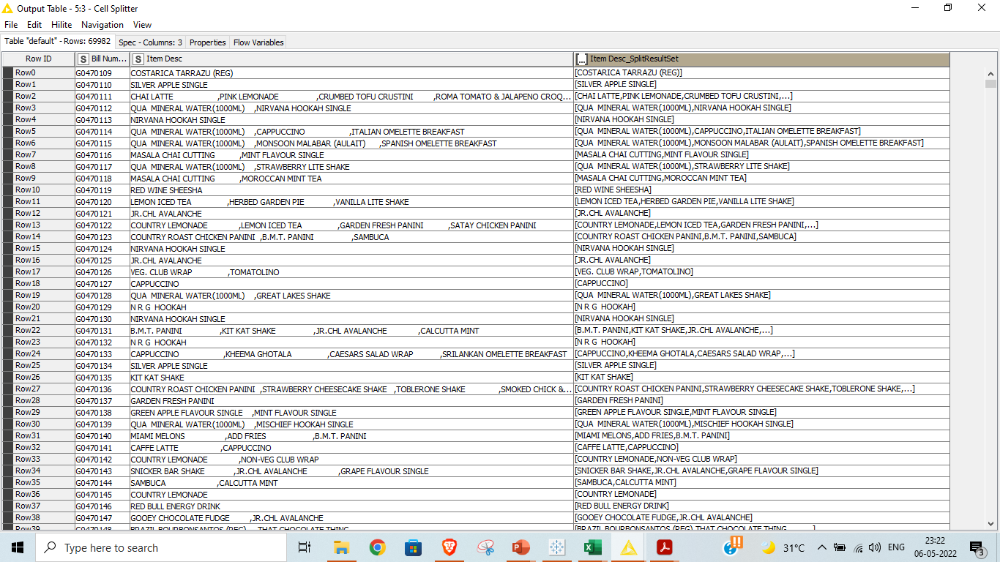 Output Table - 5:3 - Cell Splitter
File Edit Hilite Navigation View
Table "default" - Rows: 69982 Spec - Columns: 3 Properties Flow Variables
Row ID S Bill Num... S Item Desc [...] Item Desc_SplitResultSet
Row0 G0470109 COSTARICA TARRAZU (REG) [COSTARICA TARRAZU (REG)]
Row1 G0470110 SILVER APPLE SINGLE [SILVER APPLE SINGLE]
Row2 G0470111 CHAI LATTE ,PINK LEMONADE ,CRUMBED TOFU CRUSTINI ,ROMA TOMATO & JALAPENO CROQ... [CHAI LATTE,PINK LEMONADE,CRUMBED TOFU CRUSTINI,...]
Row3 G0470112 QUA MINERAL WATER(1000ML) ,NIRVANA HOOKAH SINGLE [QUA MINERAL WATER(1000ML),NIRVANA HOOKAH SINGLE]
Row4 G0470113 NIRVANA HOOKAH SINGLE [NIRVANA HOOKAH SINGLE]
Row5 G0470114 QUA MINERAL WATER(1000ML) ,CAPPUCCINO ,ITALIAN OMELETTE BREAKFAST [QUA MINERAL WATER(1000ML),CAPPUCCINO,ITALIAN OMELETTE BREAKFAST]
Row6 G0470115 QUA MINERAL WATER(1000ML) ,MONSOON MALABAR (AULAIT) ,SPANISH OMELETTE BREAKFAST [QUA MINERAL WATER(1000ML),MONSOON MALABAR (AULAIT),SPANISH OMELETTE BREAKFAST]
Row7 G0470116 MASALA CHAI CUTTING ,MINT FLAVOUR SINGLE [MASALA CHAI CUTTING,MINT FLAVOUR SINGLE]
Row8 G0470117 QUA MINERAL WATER(1000ML) ,STRAWBERRY LITE SHAKE [QUA MINERAL WATER(1000ML),STRAWBERRY LITE SHAKE]
Row9 G0470118 MASALA CHAI CUTTING ,MOROCCAN MINT TEA [MASALA CHAI CUTTING,MOROCCAN MINT TEA]
Row10 G0470119 RED WINE SHEESHA [RED WINE SHEESHA]
Row11 G0470120 LEMON ICED TEA ,HERBED GARDEN PIE ,VANILLA LITE SHAKE [LEMON ICED TEA,HERBED GARDEN PIE,VANILLA LITE SHAKE]
Row12 G0470121 JR.CHL AVALANCHE [JR.CHL AVALANCHE]
Row13 G0470122 COUNTRY LEMONADE ,LEMON ICED TEA ,GARDEN FRESH PANINI ,SATAY CHICKEN PANINI [COUNTRY LEMONADE,LEMON ICED TEA,GARDEN FRESH PANINI,...]
Row14 G0470123 COUNTRY ROAST CHICKEN PANINI ,B.M.T. PANINI ,SAMBUCA [COUNTRY ROAST CHICKEN PANINI,B.M.T. PANINI,SAMBUCA]
Row15 G0470124 NIRVANA HOOKAH SINGLE [NIRVANA HOOKAH SINGLE]
Row16 G0470125 JR.CHL AVALANCHE [JR.CHL AVALANCHE]
Row17 G0470126 VEG. CLUB WRAP ,TOMATOLINO [VEG. CLUB WRAP,TOMATOLINO]
Row18 G0470127 CAPPUCCINO [CAPPUCCINO]
Row19 G0470128 QUA MINERAL WATER(1000ML) ,GREAT LAKES SHAKE [QUA MINERAL WATER(1000ML),GREAT LAKES SHAKE]
Row20 G0470129 N R G HOOKAH [N R G HOOKAH]
Row21 G0470130 NIRVANA HOOKAH SINGLE [NIRVANA HOOKAH SINGLE]
Row22 G0470131 B.M.T. PANINI ,KIT KAT SHAKE ,JR.CHL AVALANCHE ,CALCUTTA MINT [B.M.T. PANINI,KIT KAT SHAKE,JR.CHL AVALANCHE,...]
Row23 G0470132 N R G HOOKAH [N R G HOOKAH]
Row24 G0470133 CAPPUCCINO ,KHEEMA GHOTALA ,CAESARS SALAD WRAP ,SRILANKAN OMELETTE BREAKFAST [CAPPUCCINO,KHEEMA GHOTALA,CAESARS SALAD WRAP,...]
Row25 G0470134 SILVER APPLE SINGLE [SILVER APPLE SINGLE]
Row26 G0470135 KIT KAT SHAKE [KIT KAT SHAKE]
Row27 G0470136 COUNTRY ROAST CHICKEN PANINI ,STRAWBERRY CHEESECAKE SHAKE ,TOBLERONE SHAKE ,SMOKED CHICK &... [COUNTRY ROAST CHICKEN PANINI,STRAWBERRY CHEESECAKE SHAKE,TOBLERONE SHAKE,...]
Row28 G0470137 GARDEN FRESH PANINI [GARDEN FRESH PANINI]
Row29 G0470138 GREEN APPLE FLAVOUR SINGLE ,MINT FLAVOUR SINGLE [GREEN APPLE FLAVOUR SINGLE,MINT FLAVOUR SINGLE]
Row30 G0470139 QUA MINERAL WATER(1000ML) ,MISCHIEF HOOKAH SINGLE [QUA MINERAL WATER(1000ML),MISCHIEF HOOKAH SINGLE]
Row31 G0470140 MIAMI MELONS ,ADD FRIES ,B.M.T. PANINI [MIAMI MELONS,ADD FRIES,B.M.T. PANINI]
Row32 G0470141 CAFFE LATTE ,CAPPUCCINO [CAFFE LATTE,CAPPUCCINO]
Row33 G0470142 COUNTRY LEMONADE ,NON-VEG CLUB WRAP [COUNTRY LEMONADE,NON-VEG CLUB WRAP]
Row34 G0470143 SNICKER BAR SHAKE ,JR.CHL AVALANCHE ,GRAPE FLAVOUR SINGLE [SNICKER BAR SHAKE,JR.CHL AVALANCHE,GRAPE FLAVOUR SINGLE]
Row35 G0470144 SAMBUCA ,CALCUTTA MINT [SAMBUCA,CALCUTTA MINT]
Row36 G0470145 COUNTRY LEMONADE [COUNTRY LEMONADE]
Row37 G0470146 RED BULL ENERGY DRINK [RED BULL ENERGY DRINK]
Row38 G0470147 GOOEY CHOCOLATE FUDGE ,JR.CHL AVALANCHE [GOOEY CHOCOLATE FUDGE,JR.CHL AVALANCHE]
Row39 G0470148 BRAZIL BOURBONSANTOS (REG) ,THAT CHOCOLATE THING [BRAZIL BOURBONSANTOS (REG),THAT CHOCOLATE THING
Type here to search 31°C ENG 23:22
06-05-2022 3